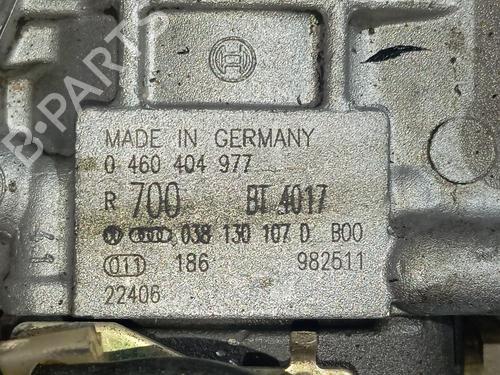 MADE IN GERMANY
0 460 404 977
R 700 BT 4017
038 130 107 D B00
011 186 982511
22406
B-PARTS